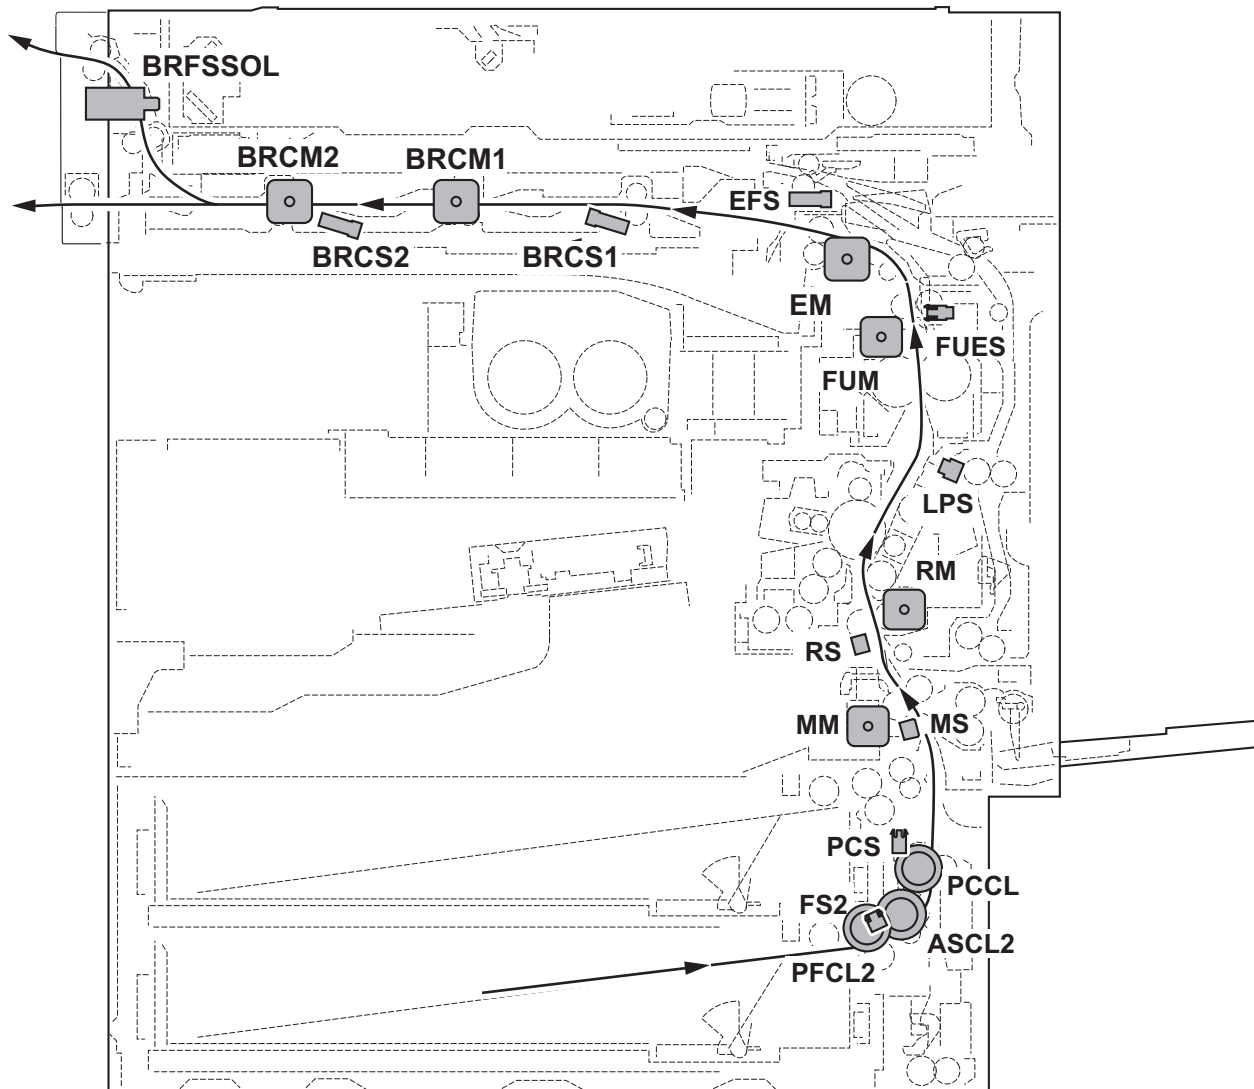 BRFSSOL
BRCM2
BRCM1
EFS
BRCS2
BRCS1
EM
FUES
FUM
LPS
RM
RS
MM
MS
PCS
PCCL
FS2
ASCL2
PFCL2